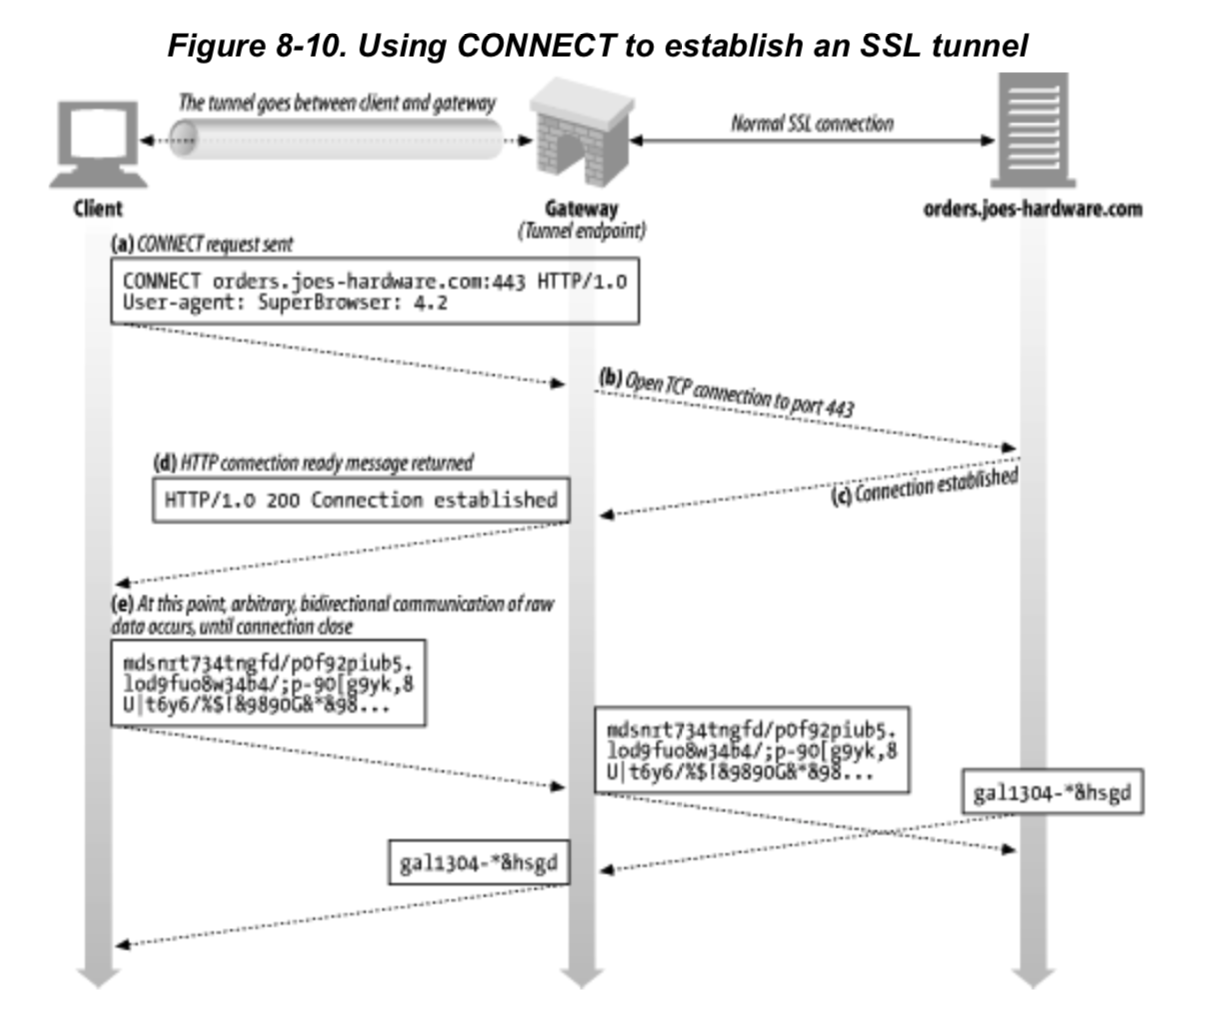 Figure 8-10. Using CONNECT to establish an SSL tunnel
The tunnel goes between client and gateway
Normal SSL connection
Client
Gateway
(Tunnel endpoint)
orders.joes-hardware.com
(a) CONNECT request sent
CONNECT orders.joes-hardware.com:443 HTTP/1.0
User-agent: SuperBrowser: 4.2
(b) Open TCP connection to port 443
(c) Connection established
(d) HTTP connection ready message returned
HTTP/1.0 200 Connection established
(e) At this point, arbitrary, bidirectional communication of raw
data occurs, until connection close
mdsnrt734tngfd/p0f92piub5.
lod9fuo8w34b4/;p-90[g9yk,8
U|t6y6/%$!&9890G&*&98...
mdsnrt734tngfd/p0f92piub5.
lod9fuo8w34b4/;p-90[g9yk,8
U|t6y6/%$!&9890G&*&98...
gal1304-*&hsgd
gal1304-*&hsgd